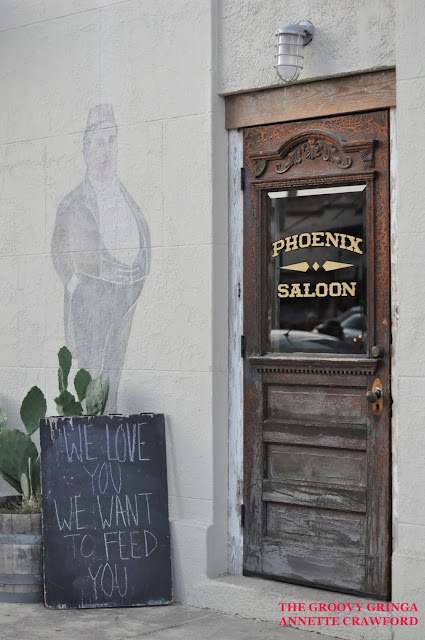 PHOENIX
SALOON
WE LOVE
YOU
WE WANT
TO FEED
YOU
THE GROOVY GRINGA
ANNETTE CRAWFORD